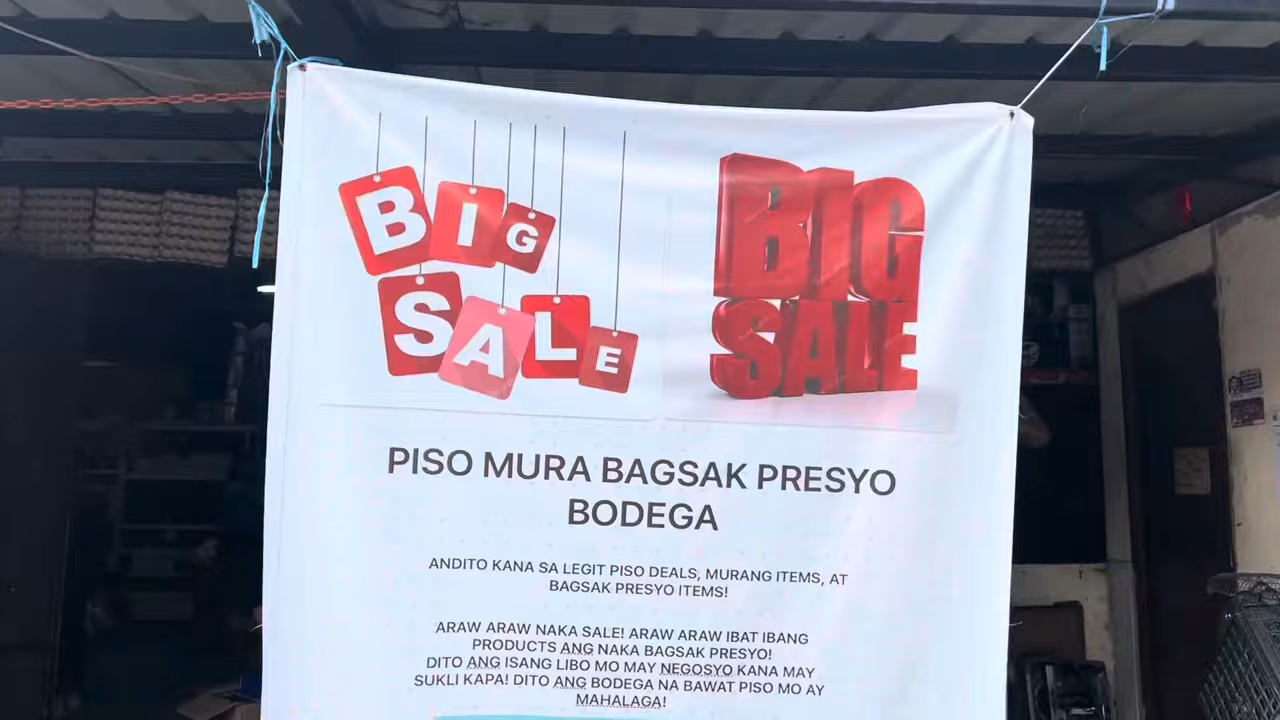 BIG
SALE
BIG
SALE
PISO MURA BAGSAK PRESYO
BODEGA
ANDITO KANA SA LEGIT PISO DEALS, MURANG ITEMS, AT
BAGSAK PRESYO ITEMS!
ARAW ARAW NAKA SALE! ARAW ARAW IBAT IBANG
PRODUCTS ANG NAKA BAGSAK PRESYO!
DITO ANG ISANG LIBO MO MAY NEGOSYO KANA MAY
SUKLI KAPA! DITO ANG BODEGA NA BAWAT PISO MO AY
MAHALAGA!